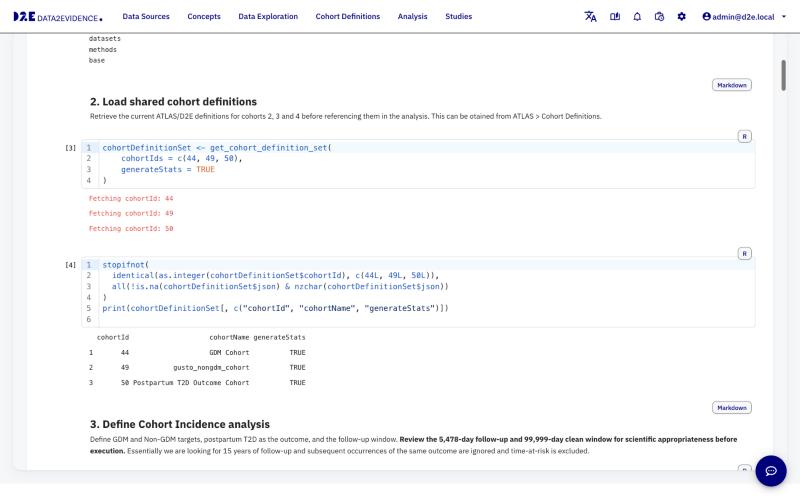 D2E DATA2EVIDENCE.
Data Sources
Concepts
Data Exploration
Cohort Definitions
Analysis
Studies
admin@d2e.local
datasets
methods
base
Markdown
2. Load shared cohort definitions
Retrieve the current ATLAS/D2E definitions for cohorts 2, 3 and 4 before referencing them in the analysis. This can be otained from ATLAS > Cohort Definitions.
R
[3]
1 cohortDefinitionSet <- get_cohort_definition_set(
2     cohortIds = c(44, 49, 50),
3     generateStats = TRUE
4 )
Fetching cohortId: 44
Fetching cohortId: 49
Fetching cohortId: 50
R
[4]
1 stopifnot(
2   identical(as.integer(cohortDefinitionSet$cohortId), c(44L, 49L, 50L)),
3   all(!is.na(cohortDefinitionSet$json) & nzchar(cohortDefinitionSet$json))
4 )
5 print(cohortDefinitionSet[, c("cohortId", "cohortName", "generateStats")])
6
cohortId cohortName generateStats
1 44 GDM Cohort TRUE
2 49 gusto_nongdm_cohort TRUE
3 50 Postpartum T2D Outcome Cohort TRUE
Markdown
3. Define Cohort Incidence analysis
Define GDM and Non-GDM targets, postpartum T2D as the outcome, and the follow-up window. Review the 5,478-day follow-up and 99,999-day clean window for scientific appropriateness before
execution. Essentially we are looking for 15 years of follow-up and subsequent occurrences of the same outcome are ignored and time-at-risk is excluded.